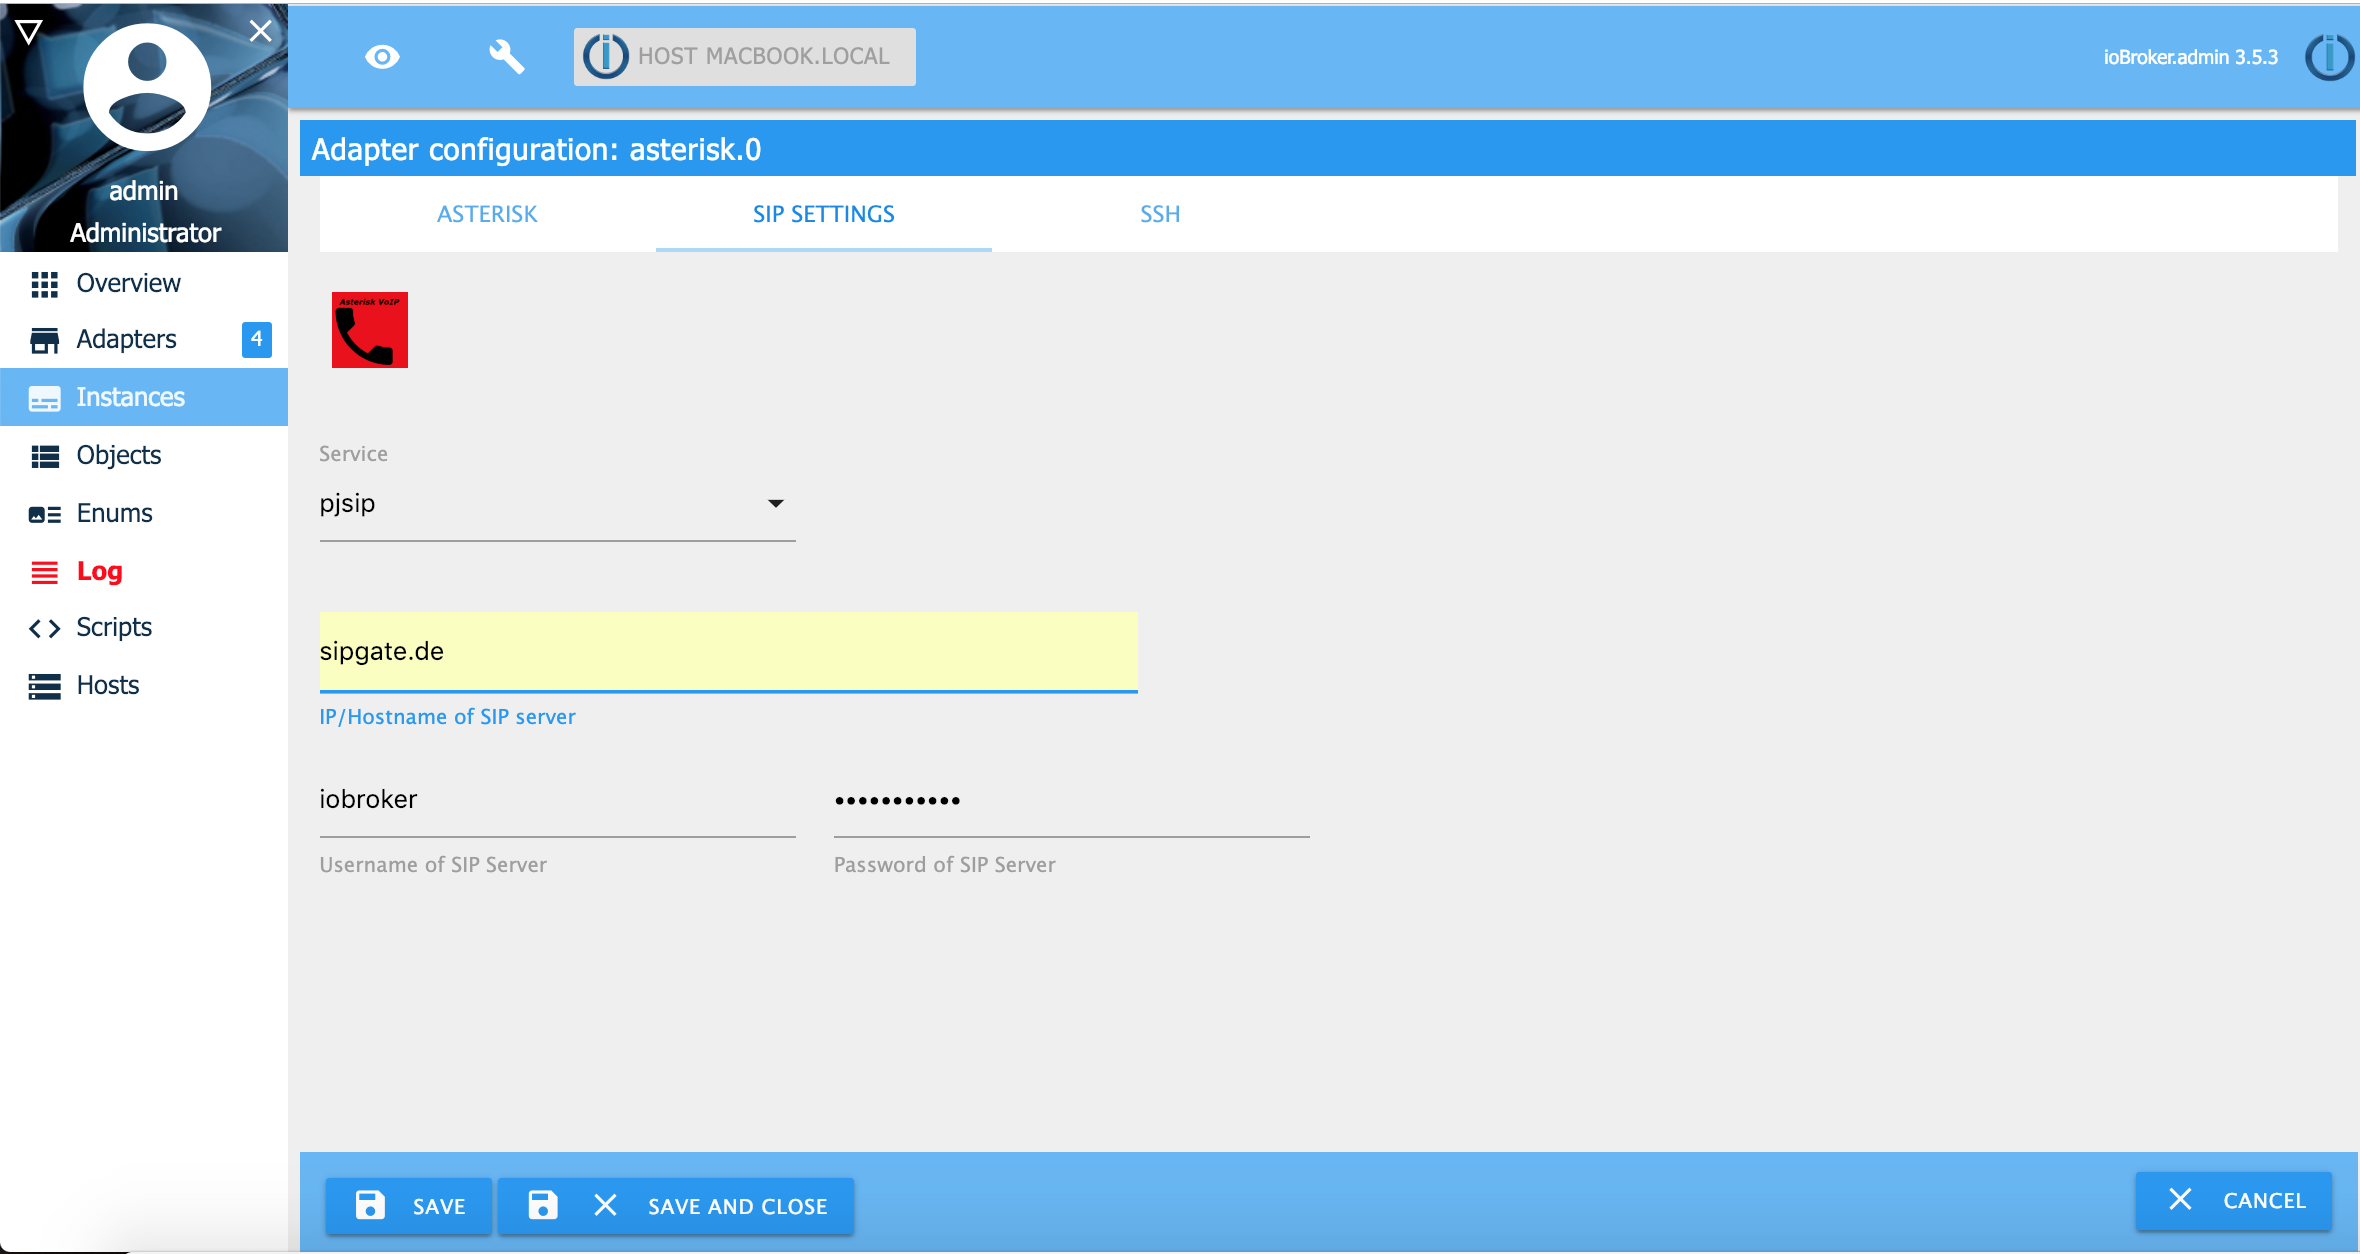 admin
Administrator
Overview
Adapters 4
Instances
Objects
Enums
Log
Scripts
Hosts
HOST MACBOOK.LOCAL
ioBroker.admin 3.5.3
Adapter configuration: asterisk.0
ASTERISK SIP SETTINGS SSH
Asterisk VoIP
Service
pjsip
sipgate.de
IP/Hostname of SIP server
iobroker •••••••••••
Username of SIP Server Password of SIP Server
SAVE SAVE AND CLOSE CANCEL